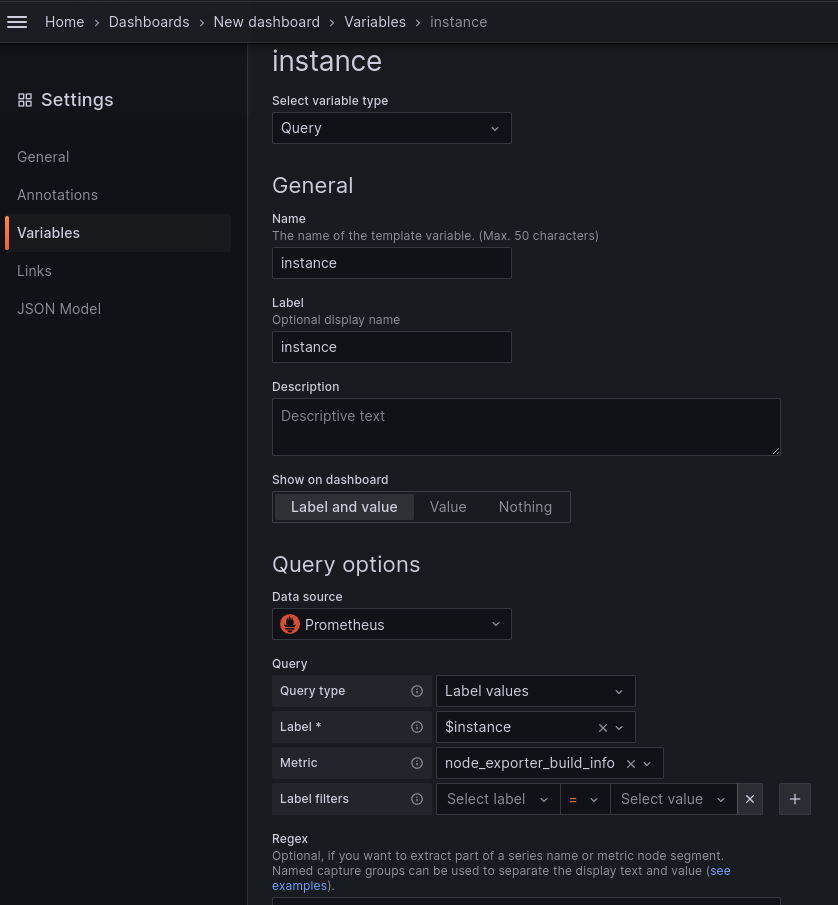 Home › Dashboards › New dashboard › Variables › instance
instance
Settings
Select variable type
Query
General
Annotations
Variables
Links
JSON Model
General
Name
The name of the template variable. (Max. 50 characters)
instance
Label
Optional display name
instance
Description
Descriptive text
Show on dashboard
Label and value Value Nothing
Query options
Data source
Prometheus
Query
Query type Label values
Label * $instance
Metric node_exporter_build_info
Label filters Select label = Select value
Regex
Optional, if you want to extract part of a series name or metric node segment.
Named capture groups can be used to separate the display text and value (see
examples).